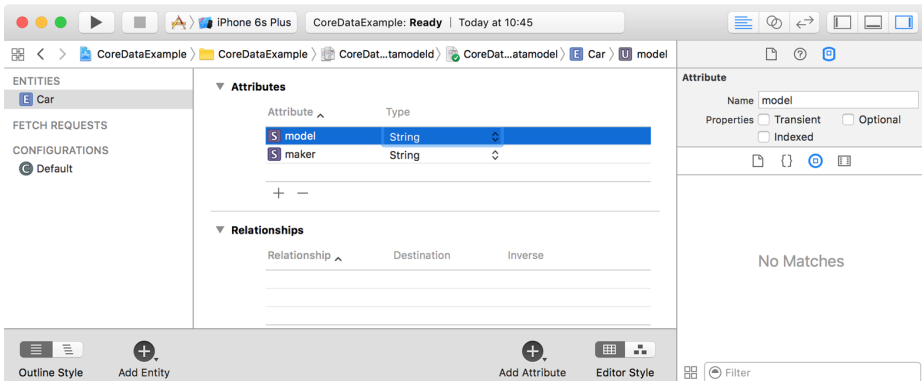 iPhone 6s Plus CoreDataExample: Ready | Today at 10:45
CoreDataExample CoreDataExample CoreDat...tamodeld CoreDat...atamodel E Car U model
ENTITIES
E Car
FETCH REQUESTS
CONFIGURATIONS
C Default
Attributes
Attribute Type
S model String
S maker String
+ −
Relationships
Relationship Destination Inverse
Outline Style Add Entity Add Attribute Editor Style
Attribute
Name model
Properties Transient Optional
Indexed
{}
No Matches
Filter